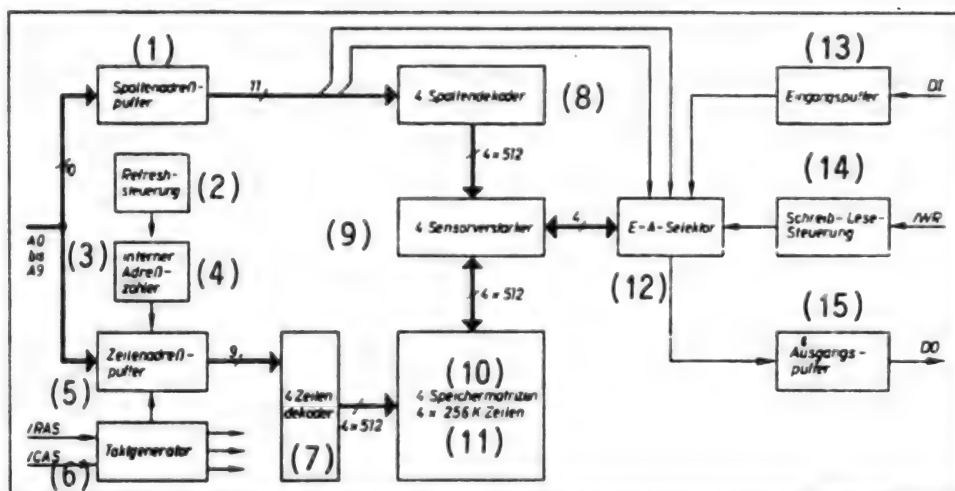 (1)
Spaltenadreß-
puffer
11
4 Spaltendekoder
(8)
(13)
Eingangspuffer
DI
Refresh-
steuerung
(2)
4 × 512
(14)
Schreib-Lese-
Steuerung
/WR
A0
bis
A9
(3)
interner
Adreß-
zähler
(4)
(9)
4 Sensorverstärker
4
E-A-Selektor
(12)
4 × 512
(15)
Ausgangs-
puffer
DO
(5)
Zeilenadreß-
puffer
9
4 Zeilen
dekoder
(7)
4 × 512
(10)
4 Speichermatrizen
4 × 256 K Zeilen
(11)
/RAS
/CAS
(6)
Taktgenerator